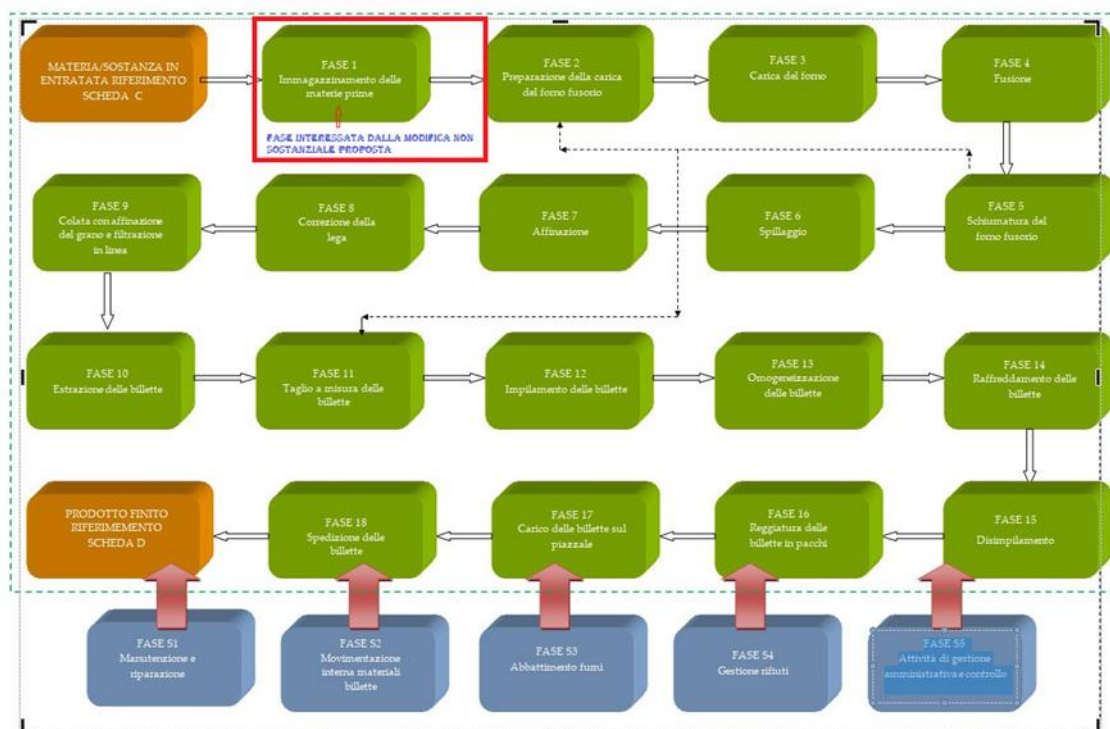 MATERIA/SOSTANZA IN
ENTRATATA RIFERIMENTO
SCHEDA C
FASE 1
Immagazzinamento delle
materie prime
FASE INTERESSATA DALLA MODIFICA NON
SOSTANZIALE PROPOSTA
FASE 2
Preparazione della carica
del forno fusorio
FASE 3
Carica del forno
FASE 4
Fusione
FASE 5
Schiumatura del
forno fusorio
FASE 6
Spillaggio
FASE 7
Affinazione
FASE 8
Correzione della
lega
FASE 9
Colata con affinazione
del grano e filtrazione
in linea
FASE 10
Estrazione delle billette
FASE 11
Taglio a misura delle
billette
FASE 12
Impilamento delle billette
FASE 13
Omogeneizzazione
delle billette
FASE 14
Raffreddamento delle
billette
FASE 15
Disimpilamento
FASE 16
Reggiatura delle
billette in pacchi
FASE 17
Carico delle billette sul
piazzale
FASE 18
Spedizione delle
billette
PRODOTTO FINITO
RIFERIMEMENTO
SCHEDA D
FASE S1
Manutenzione e
riparazione
FASE S2
Movimentazione
interna materiali
billette
FASE S3
Abbattimento fumi
FASE S4
Gestione rifiuti
FASE S5
Attività di gestione
amministrativa e controllo